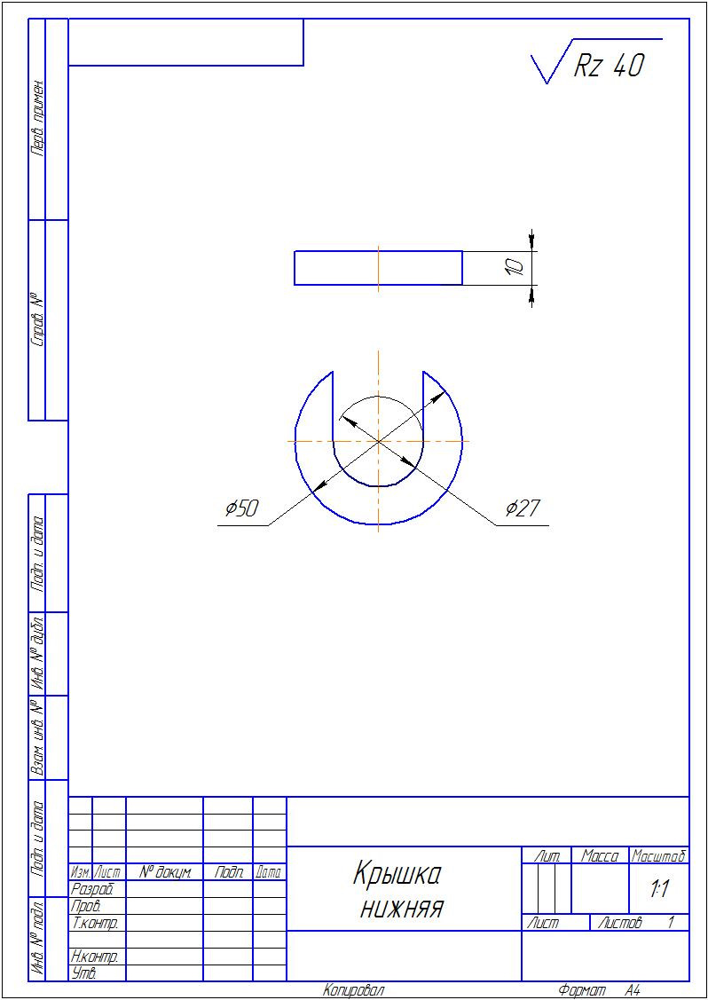 Rz 40
Перв. примен.
Справ. №
10
⌀50
⌀27
Подп. и дата
Инв. № дубл.
Взам. инв. №
Подп. и дата
Инв. № подл.
Изм. Лист № докум. Подп. Дата
Разраб.
Пров.
Т.контр.
Н.контр.
Утв.
Крышка
нижняя
Лит. Масса Масштаб
1:1
Лист Листов 1
Копировал Формат А4